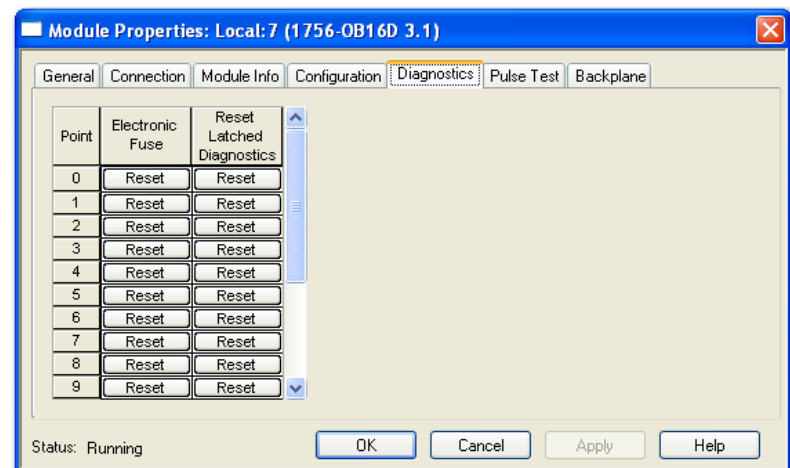 Module Properties: Local:7 (1756-OB16D 3.1)
General Connection Module Info Configuration Diagnostics Pulse Test Backplane
Point Electronic Fuse Reset Latched Diagnostics
0 Reset Reset
1 Reset Reset
2 Reset Reset
3 Reset Reset
4 Reset Reset
5 Reset Reset
6 Reset Reset
7 Reset Reset
8 Reset Reset
9 Reset Reset
Status: Running OK Cancel Apply Help